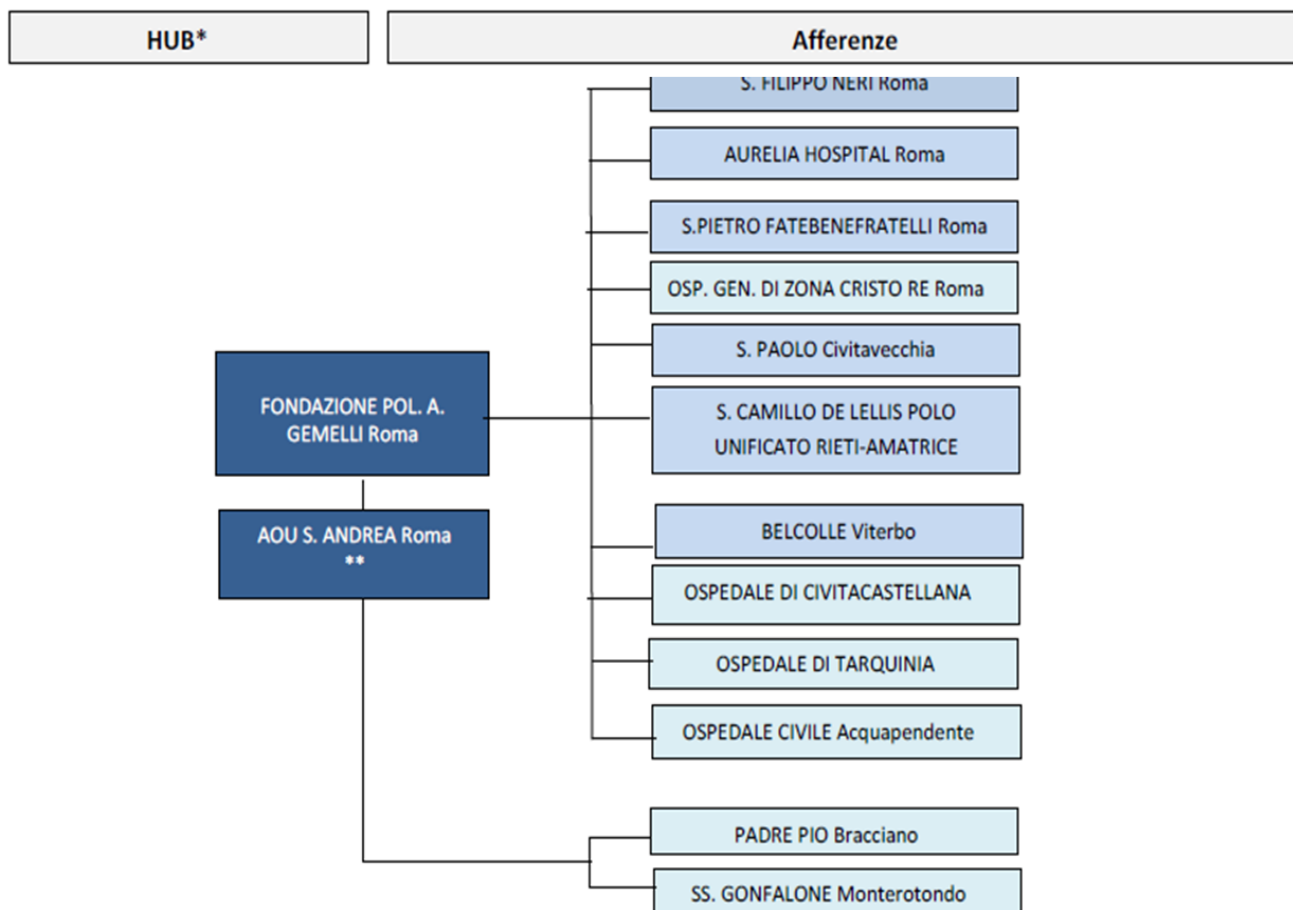 HUB*
Afferenze
S. FILIPPO NERI Roma
AURELIA HOSPITAL Roma
S.PIETRO FATEBENEFRATELLI Roma
OSP. GEN. DI ZONA CRISTO RE Roma
S. PAOLO Civitavecchia
FONDAZIONE POL. A.
GEMELLI Roma
S. CAMILLO DE LELLIS POLO
UNIFICATO RIETI-AMATRICE
AOU S. ANDREA Roma
**
BELCOLLE Viterbo
OSPEDALE DI CIVITACASTELLANA
OSPEDALE DI TARQUINIA
OSPEDALE CIVILE Acquapendente
PADRE PIO Bracciano
SS. GONFALONE Monterotondo